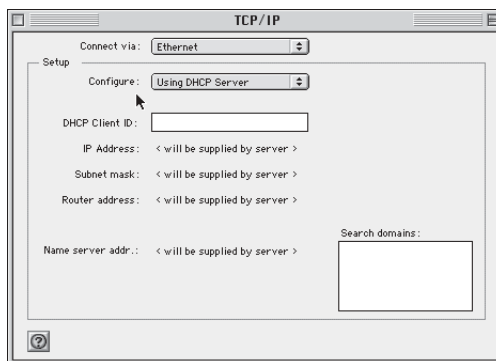 TCP/IP
Connect via: Ethernet
Setup
Configure: Using DHCP Server
DHCP Client ID:
IP Address: < will be supplied by server >
Subnet mask: < will be supplied by server >
Router address: < will be supplied by server >
Search domains:
Name server addr.: < will be supplied by server >
?